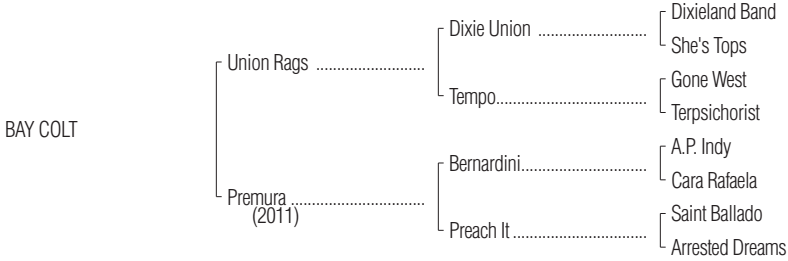 BAY COLT
Union Rags ..........................
Premura ................................
(2011)
Dixie Union ..........................
Tempo....................................
Bernardini..............................
Preach It ................................
Dixieland Band
She's Tops
Gone West
Terpsichorist
A.P. Indy
Cara Rafaela
Saint Ballado
Arrested Dreams